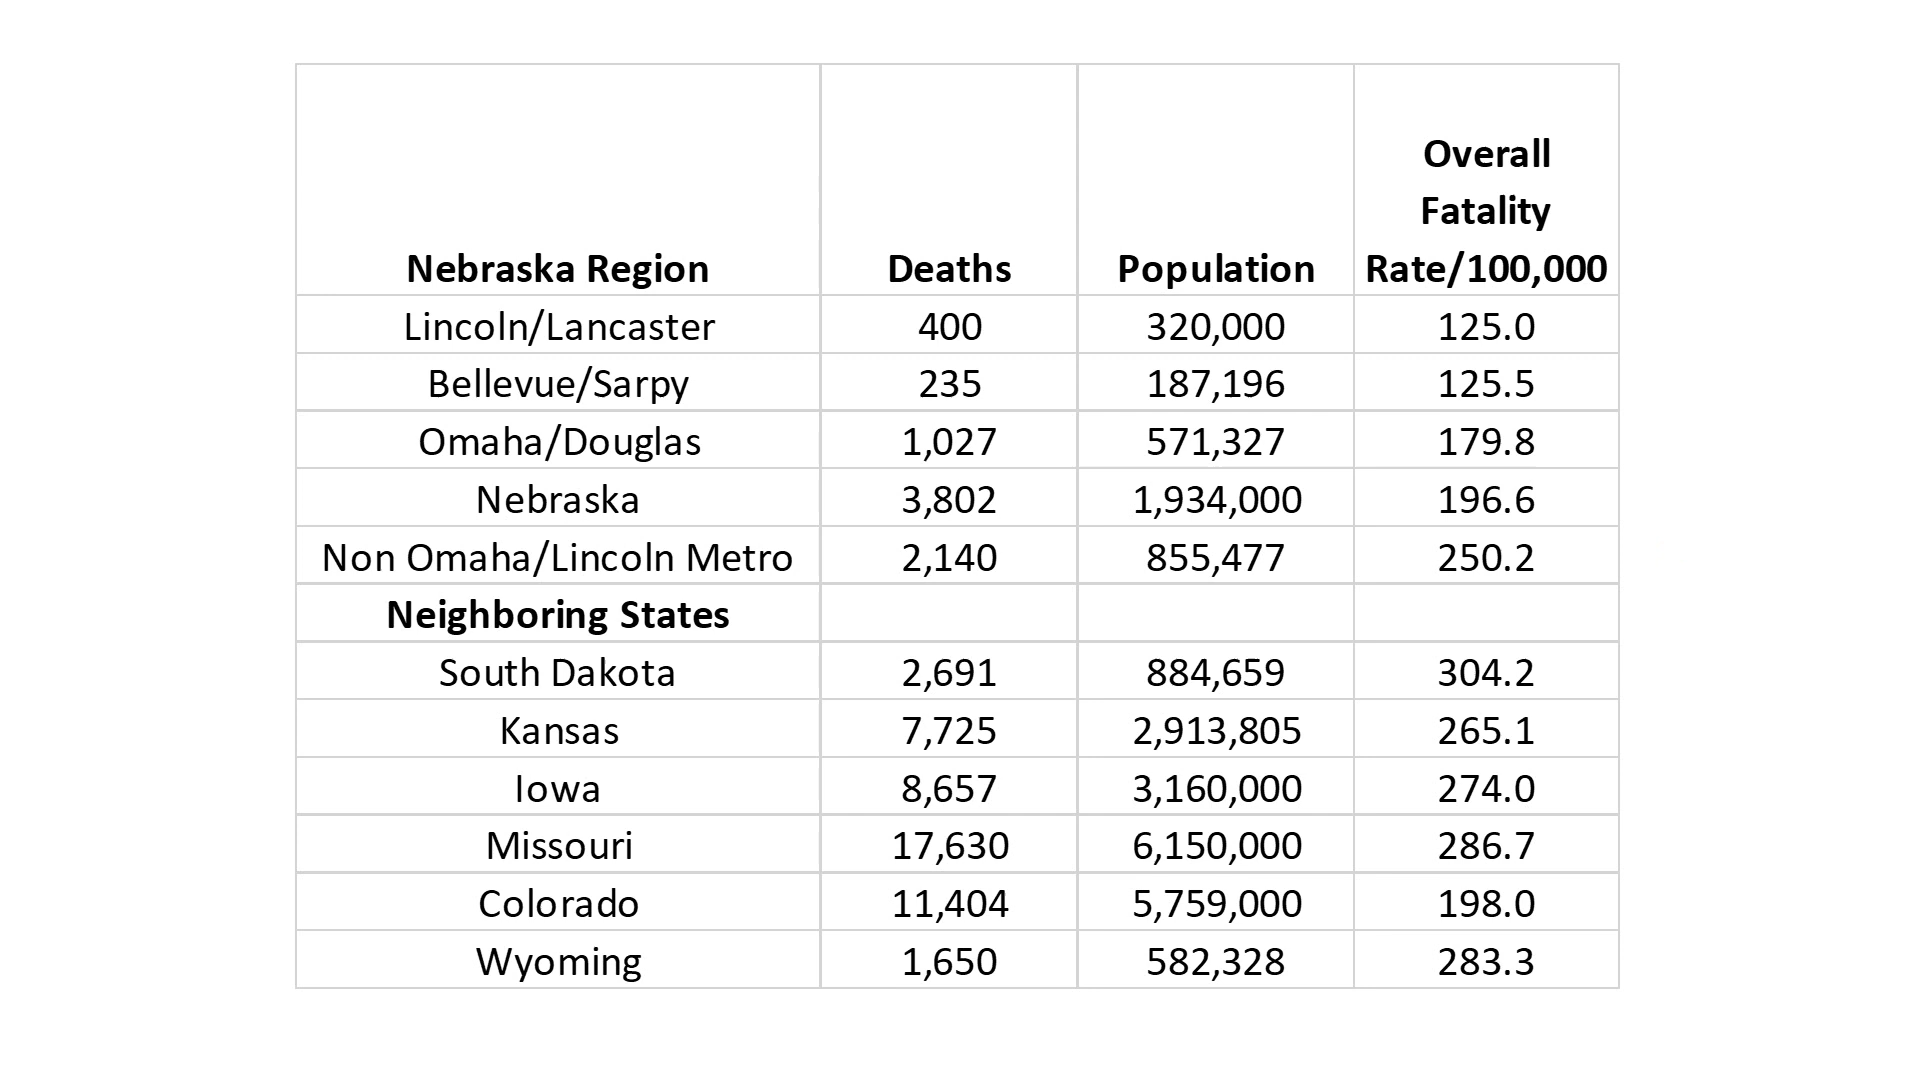 Nebraska Region Deaths Population Overall Fatality Rate/100,000
Lincoln/Lancaster 400 320,000 125.0
Bellevue/Sarpy 235 187,196 125.5
Omaha/Douglas 1,027 571,327 179.8
Nebraska 3,802 1,934,000 196.6
Non Omaha/Lincoln Metro 2,140 855,477 250.2
Neighboring States
South Dakota 2,691 884,659 304.2
Kansas 7,725 2,913,805 265.1
Iowa 8,657 3,160,000 274.0
Missouri 17,630 6,150,000 286.7
Colorado 11,404 5,759,000 198.0
Wyoming 1,650 582,328 283.3